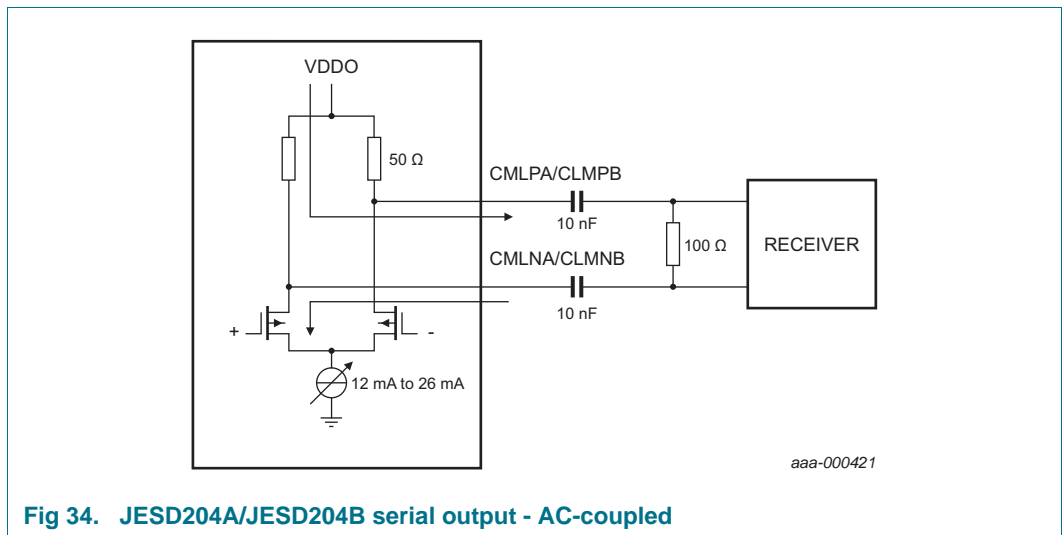 VDDO
50 Ω
CMLPA/CLMPB
10 nF
100 Ω
RECEIVER
CMLNA/CLMNB
10 nF
+
-
12 mA to 26 mA
aaa-000421
Fig 34. JESD204A/JESD204B serial output - AC-coupled